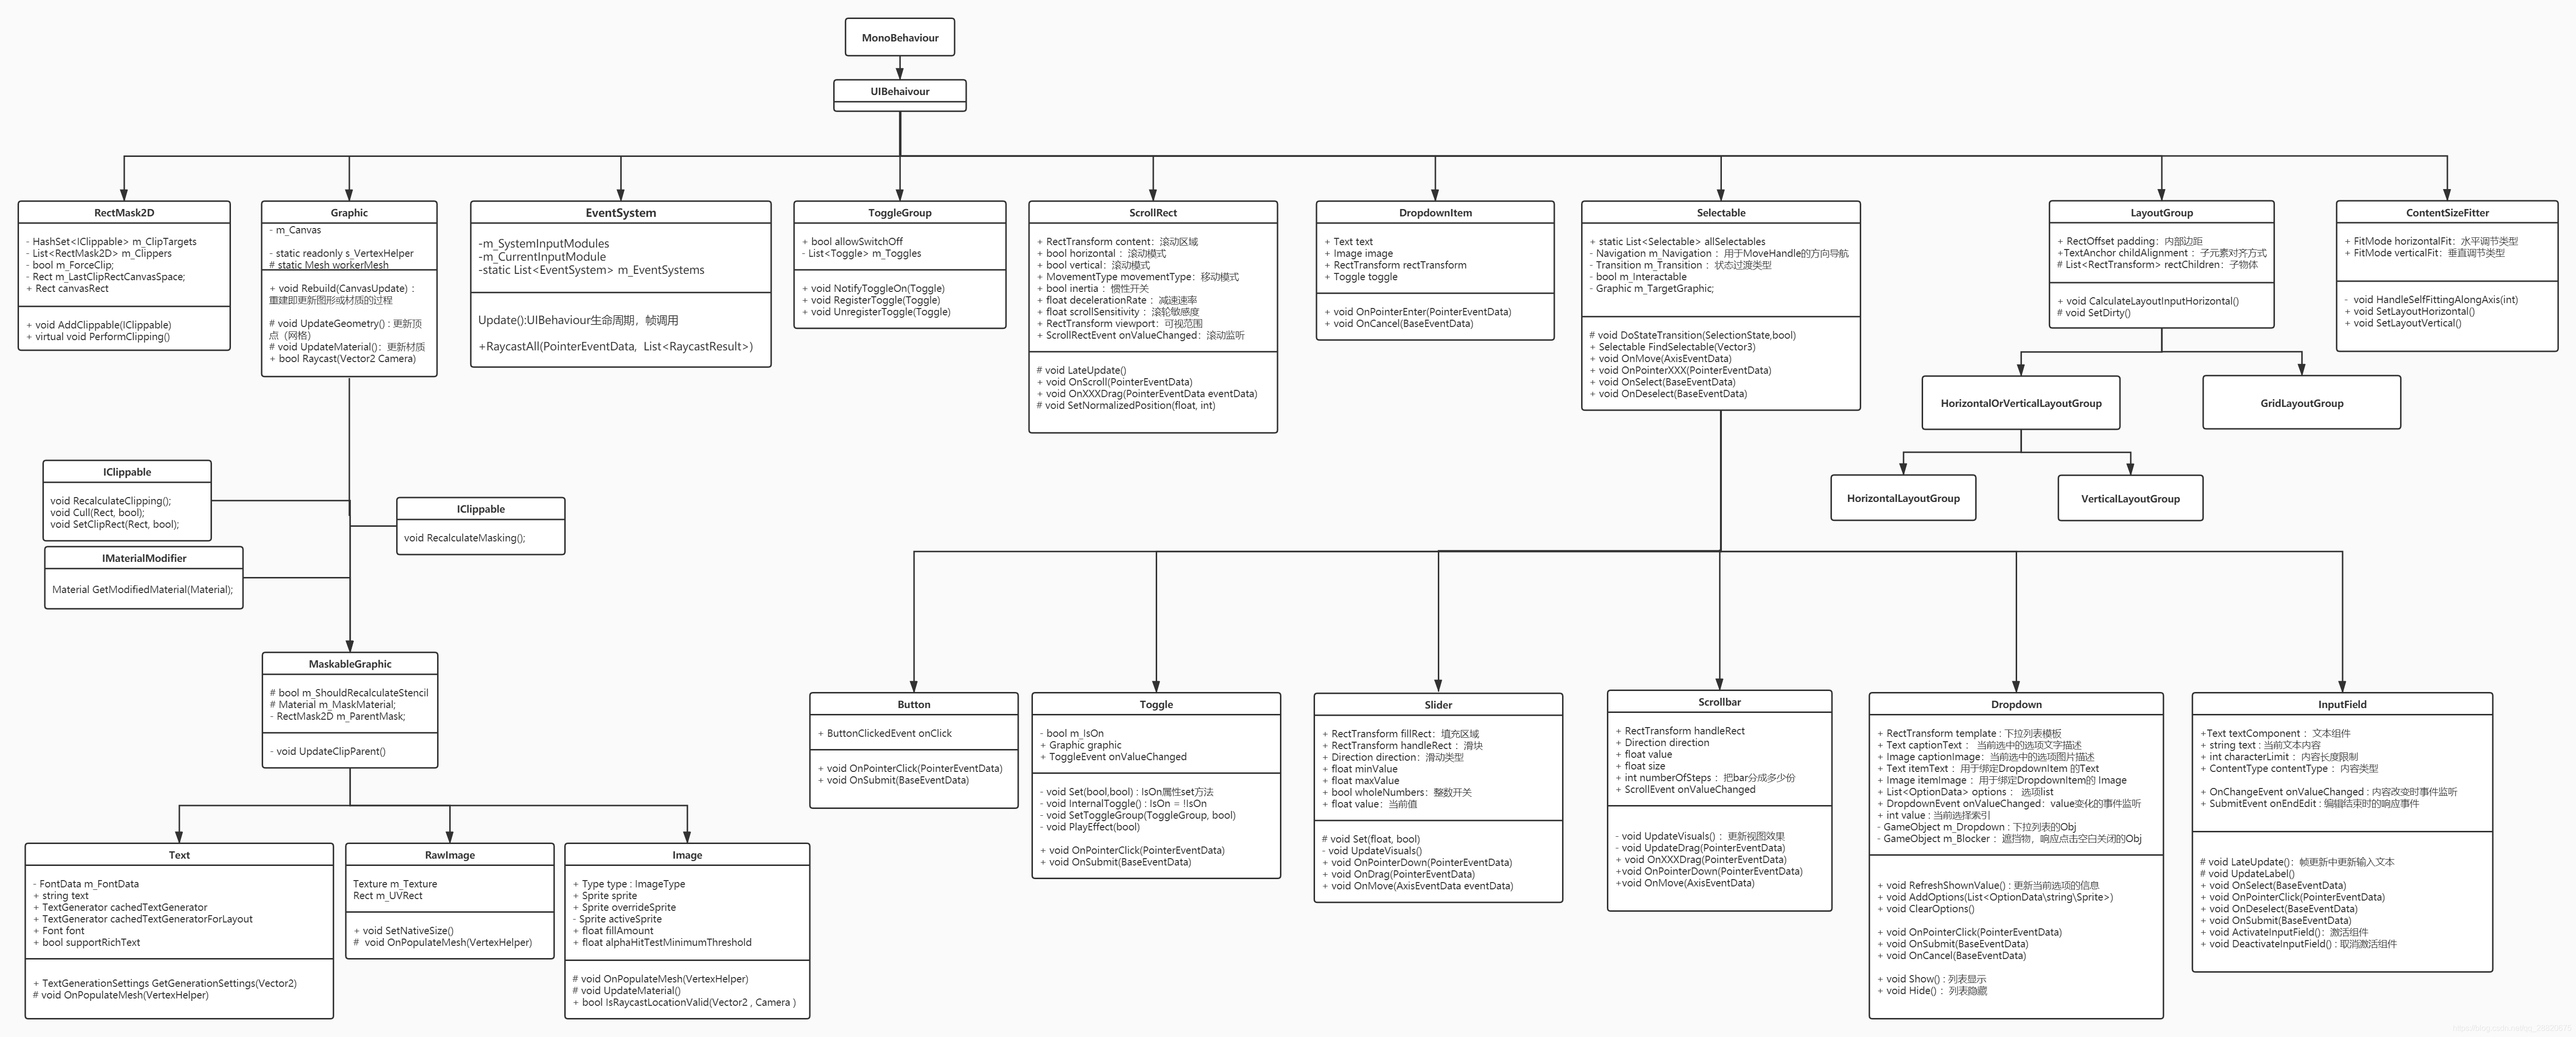 MonoBehaviour
UIBehaivour
RectMask2D
- HashSet<IClippable> m_ClipTargets
- List<RectMask2D> m_Clippers
- bool m_ForceClip;
- Rect m_LastClipRectCanvasSpace;
+ Rect canvasRect
+ void AddClippable(IClippable)
+ virtual void PerformClipping()
Graphic
- m_Canvas
- static readonly s_VertexHelper
# static Mesh workerMesh
+ void Rebuild(CanvasUpdate) :
重建即更新图形或材质的过程
# void UpdateGeometry() : 更新顶
点（网格）
# void UpdateMaterial()：更新材质
+ bool Raycast(Vector2 Camera)
EventSystem
-m_SystemInputModules
-m_CurrentInputModule
-static List<EventSystem> m_EventSystems
Update():UIBehaviour生命周期，帧调用
+RaycastAll(PointerEventData, List<RaycastResult>)
ToggleGroup
+ bool allowSwitchOff
- List<Toggle> m_Toggles
+ void NotifyToggleOn(Toggle)
+ void RegisterToggle(Toggle)
+ void UnregisterToggle(Toggle)
ScrollRect
+ RectTransform content：滚动区域
+ bool horizontal： 滚动模式
+ bool vertical：滚动模式
+ MovementType movementType：移动模式
+ bool inertia： 惯性开关
+ float decelerationRate： 减速速率
+ float scrollSensitivity： 滚轮敏感度
+ RectTransform viewport：可视范围
+ ScrollRectEvent onValueChanged：滚动监听
# void LateUpdate()
+ void OnScroll(PointerEventData)
+ void OnXXXDrag(PointerEventData eventData)
# void SetNormalizedPosition(float, int)
DropdownItem
+ Text text
+ Image image
+ RectTransform rectTransform
+ Toggle toggle
+ void OnPointerEnter(PointerEventData)
+ void OnCancel(BaseEventData)
Selectable
+ static List<Selectable> allSelectables
- Navigation m_Navigation： 用于MoveHandle的方向导航
- Transition m_Transition： 状态过渡类型
- bool m_Interactable
- Graphic m_TargetGraphic;
# void DoStateTransition(SelectionState,bool)
+ Selectable FindSelectable(Vector3)
+ void OnMove(AxisEventData)
+ void OnPointerXXX(PointerEventData)
+ void OnSelect(BaseEventData)
+ void OnDeselect(BaseEventData)
LayoutGroup
+ RectOffset padding：内部边距
+TextAnchor childAlignment： 子元素对齐方式
# List<RectTransform> rectChildren：子物体
+ void CalculateLayoutInputHorizontal()
# void SetDirty()
ContentSizeFitter
+ FitMode horizontalFit：水平调节类型
+ FitMode verticalFit：垂直调节类型
- void HandleSelfFittingAlongAxis(int)
+ void SetLayoutHorizontal()
+ void SetLayoutVertical()
HorizontalOrVerticalLayoutGroup
GridLayoutGroup
HorizontalLayoutGroup
VerticalLayoutGroup
IClippable
void RecalculateClipping();
void Cull(Rect, bool);
void SetClipRect(Rect, bool);
IClippable
void RecalculateMasking();
IMaterialModifier
Material GetModifiedMaterial(Material);
MaskableGraphic
# bool m_ShouldRecalculateStencil
# Material m_MaskMaterial;
- RectMask2D m_ParentMask;
- void UpdateClipParent()
Button
+ ButtonClickedEvent onClick
+ void OnPointerClick(PointerEventData)
+ void OnSubmit(BaseEventData)
Toggle
- bool m_IsOn
+ Graphic graphic
+ ToggleEvent onValueChanged
- void Set(bool,bool) : IsOn属性set方法
- void InternalToggle() : IsOn = !IsOn
- void SetToggleGroup(ToggleGroup, bool)
- void PlayEffect(bool)
+ void OnPointerClick(PointerEventData)
+ void OnSubmit(BaseEventData)
Slider
+ RectTransform fillRect：填充区域
+ RectTransform handleRect： 滑块
+ Direction direction：滑动类型
+ float minValue
+ float maxValue
+ bool wholeNumbers：整数开关
+ float value：当前值
# void Set(float, bool)
- void UpdateVisuals()
+ void OnPointerDown(PointerEventData)
+ void OnDrag(PointerEventData)
+ void OnMove(AxisEventData eventData)
Scrollbar
+ RectTransform handleRect
+ Direction direction
+ float value
+ float size
+ int numberOfSteps： 把bar分成多少份
+ ScrollEvent onValueChanged
- void UpdateVisuals()： 更新视图效果
- void UpdateDrag(PointerEventData)
+ void OnXXXDrag(PointerEventData)
+void OnPointerDown(PointerEventData)
+void OnMove(AxisEventData)
Dropdown
+ RectTransform template : 下拉列表模板
+ Text captionText： 当前选中的选项文字描述
+ Image captionImage：当前选中的选项图片描述
+ Text itemText： 用于绑定DropdownItem 的Text
+ Image itemImage： 用于绑定DropdownItem的 Image
+ List<OptionData> options： 选项list
+ DropdownEvent onValueChanged：value变化的事件监听
+ int value : 当前选择索引
- GameObject m_Dropdown : 下拉列表的Obj
- GameObject m_Blocker： 遮挡物，响应点击空白关闭的Obj
+ void RefreshShownValue() : 更新当前选项的信息
+ void AddOptions(List<OptionData\string\Sprite>)
+ void ClearOptions()
+ void OnPointerClick(PointerEventData)
+ void OnSubmit(BaseEventData)
+ void OnCancel(BaseEventData)
+ void Show() : 列表显示
+ void Hide()： 列表隐藏
InputField
+Text textComponent： 文本组件
+ string text : 当前文本内容
+ int characterLimit： 内容长度限制
+ ContentType contentType： 内容类型
+ OnChangeEvent onValueChanged : 内容改变时事件监听
+ SubmitEvent onEndEdit : 编辑结束时的响应事件
# void LateUpdate()：帧更新中更新输入文本
# void UpdateLabel()
+ void OnSelect(BaseEventData)
+ void OnPointerClick(PointerEventData)
+ void OnDeselect(BaseEventData)
+ void OnSubmit(BaseEventData)
+ void ActivateInputField()：激活组件
+ void DeactivateInputField() : 取消激活组件
Text
- FontData m_FontData
+ string text
+ TextGenerator cachedTextGenerator
+ TextGenerator cachedTextGeneratorForLayout
+ Font font
+ bool supportRichText
+ TextGenerationSettings GetGenerationSettings(Vector2)
# void OnPopulateMesh(VertexHelper)
RawImage
Texture m_Texture
Rect m_UVRect
+ void SetNativeSize()
# void OnPopulateMesh(VertexHelper)
Image
+ Type type : ImageType
+ Sprite sprite
+ Sprite overrideSprite
- Sprite activeSprite
+ float fillAmount
+ float alphaHitTestMinimumThreshold
# void OnPopulateMesh(VertexHelper)
# void UpdateMaterial()
+ bool IsRaycastLocationValid(Vector2 , Camera )